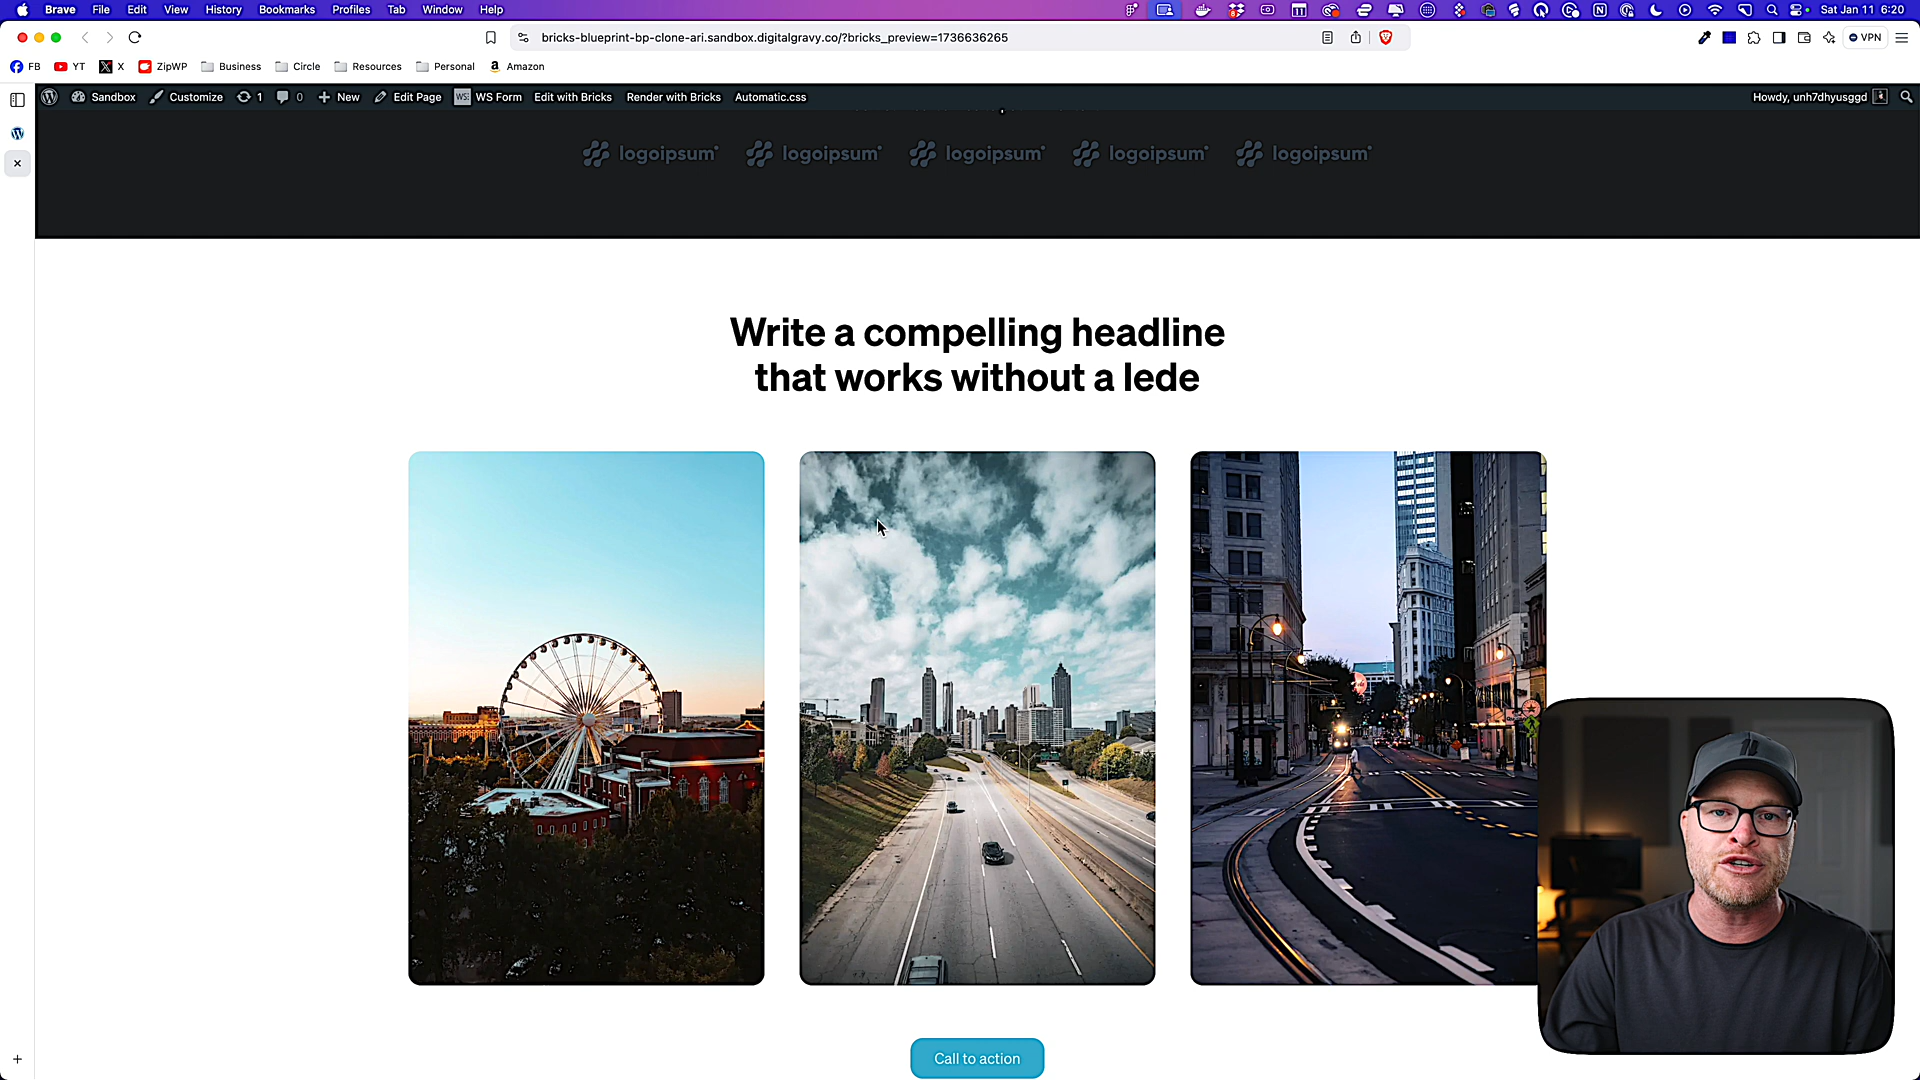 Brave File Edit View History Bookmarks Profiles Tab Window Help Sat Jan 11 6:20
bricks-blueprint-bp-clone-ari.sandbox.digitalgravy.co/?bricks_preview=1736636265 VPN
FB YT X ZipWP Business Circle Resources Personal Amazon
Sandbox Customize 1 0 New Edit Page WS Form Edit with Bricks Render with Bricks Automatic.css Howdy, unh7dhyusggd
logoipsum logoipsum logoipsum logoipsum logoipsum
Write a compelling headline
that works without a lede
Call to action